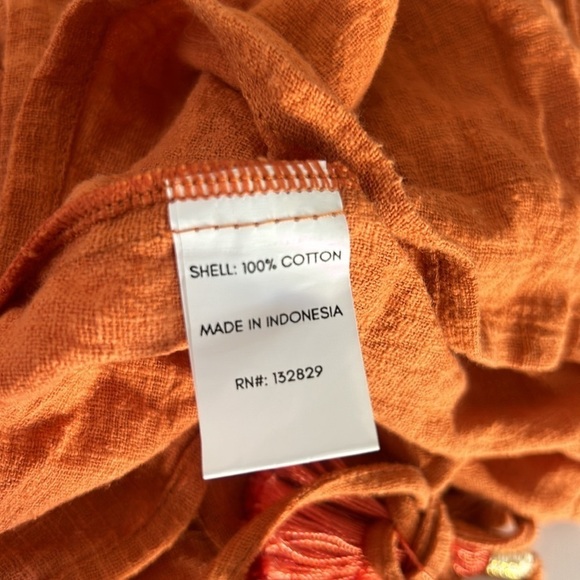 SHELL: 100% COTTON
MADE IN INDONESIA
RN#: 132829